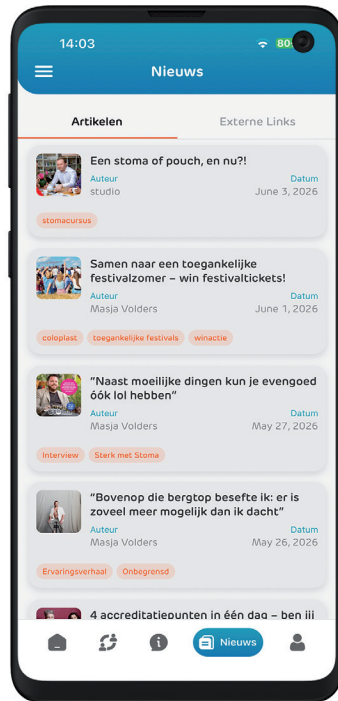 14:03
80
Nieuws
Artikelen
Externe Links
Een stoma of pouch, en nu?!
Auteur
Datum
studio
June 3, 2026
stomacursus
Samen naar een toegankelijke
festivalzomer – win festivaltickets!
Auteur
Datum
Masja Volders
June 1, 2026
coloplast
toegankelijke festivals
winactie
"Naast moeilijke dingen kun je evengoed
óók lol hebben"
Auteur
Datum
Masja Volders
May 27, 2026
Interview
Sterk met Stoma
"Bovenop die bergtop besefte ik: er is
zoveel meer mogelijk dan ik dacht"
Auteur
Datum
Masja Volders
May 26, 2026
Ervaringsverhaal
Onbegrensd
4 accreditatiepunten in één dag – ben jij
Nieuws